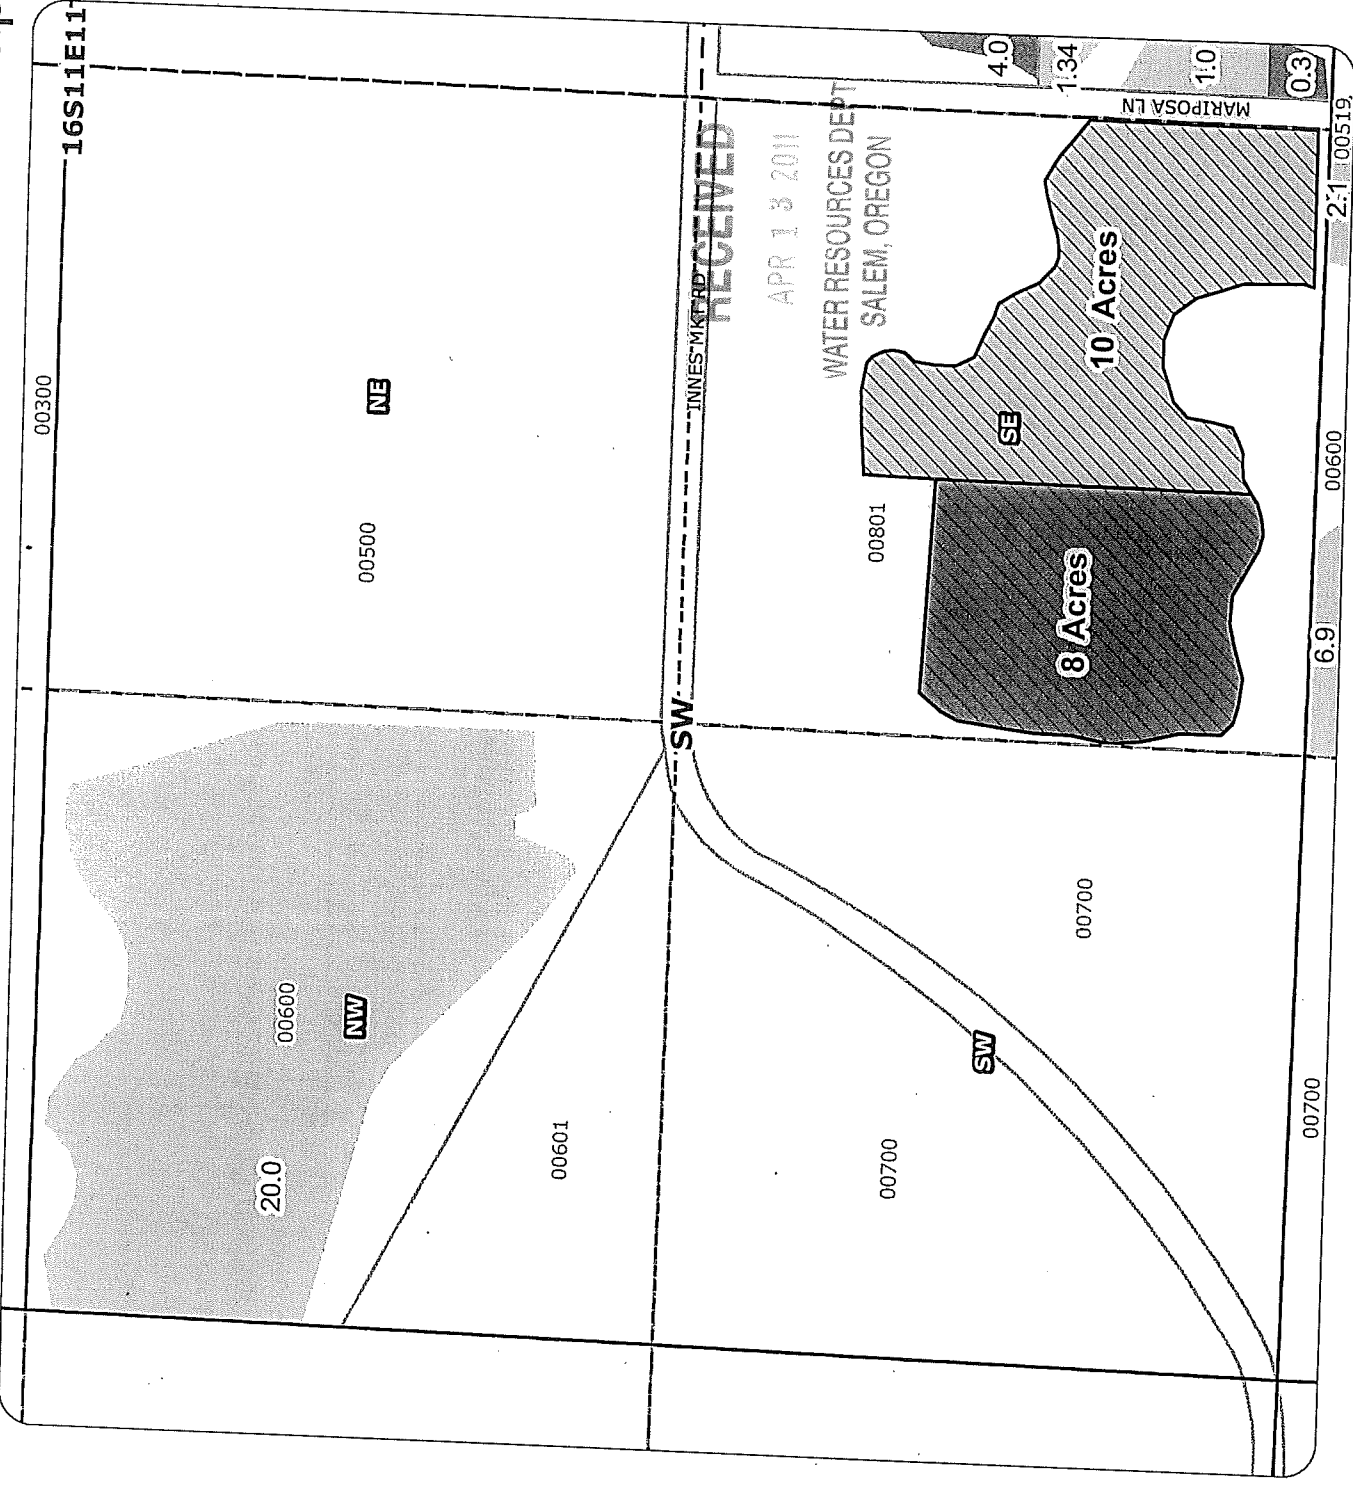 16S11E11
00300
NE
00500
INNES MKT RD
RECEIVED
APR 13 2011
WATER RESOURCES DEPT
SALEM, OREGON
4.0
1.34
1.0
0.3
MARIPOSA LN
00519
2.1
10 Acres
SE
00801
8 Acres
00600
6.9
SW
00600
NW
20.0
00601
00700
SW
00700
00700